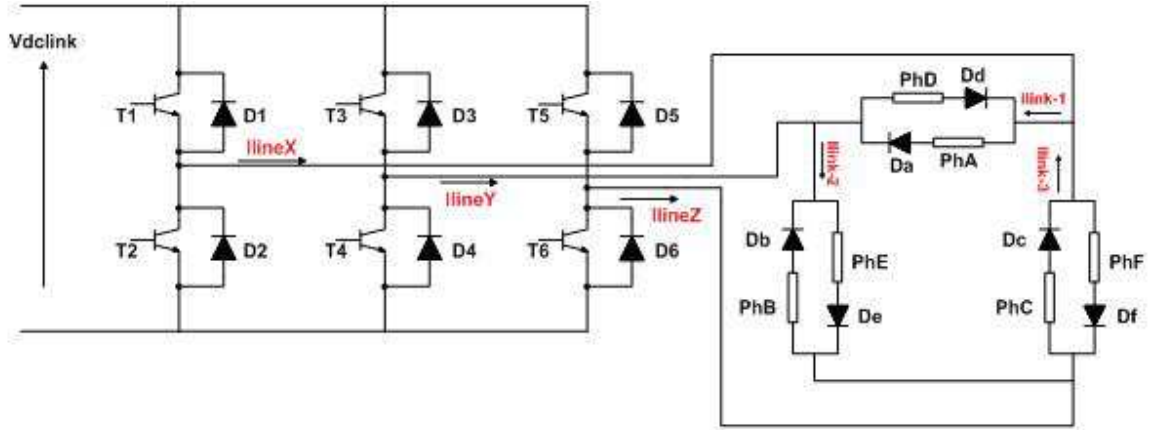 Vdclink
T1
D1
T3
D3
T5
D5
IlineX
IlineY
IlineZ
T2
D2
T4
D4
T6
D6
PhD
Dd
Ilink-1
Da
PhA
Ilink-2
Ilink-3
Db
PhE
PhB
De
Dc
PhF
PhC
Df